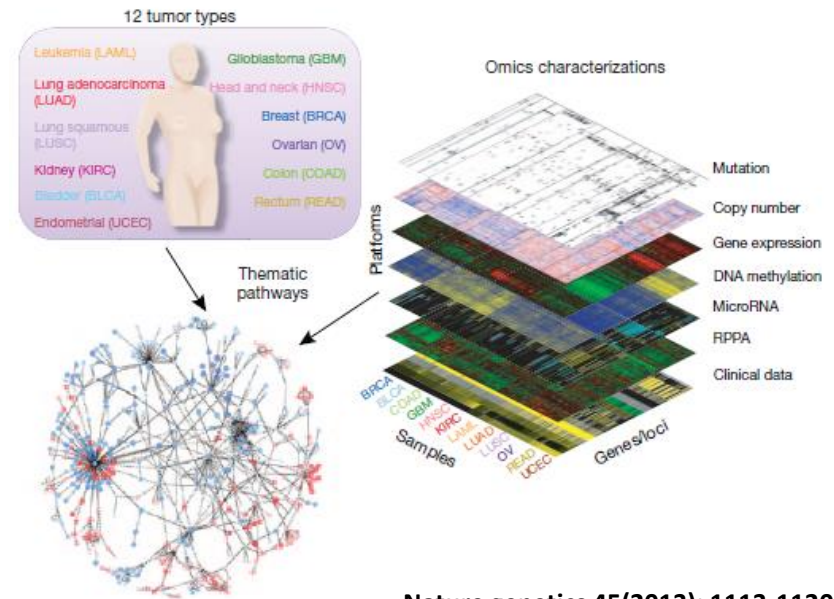 12 tumor types
Leukemia (LAML)
Lung adenocarcinoma
(LUAD)
Lung squamous
(LUSC)
Kidney (KIRC)
Bladder (BLCA)
Endometrial (UCEC)
Glioblastoma (GBM)
Head and neck (HNSC)
Breast (BRCA)
Ovarian (OV)
Colon (COAD)
Rectum (READ)
Thematic
pathways
Omics characterizations
Platforms
Mutation
Copy number
Gene expression
DNA methylation
MicroRNA
RPPA
Clinical data
BRCA
BLCA
COAD
GBM
HNSC
KIRC
LAML
LUAD
LUSC
OV
READ
UCEC
Samples
Genes/loci
Nature genetics 45(2013): 1113-1120